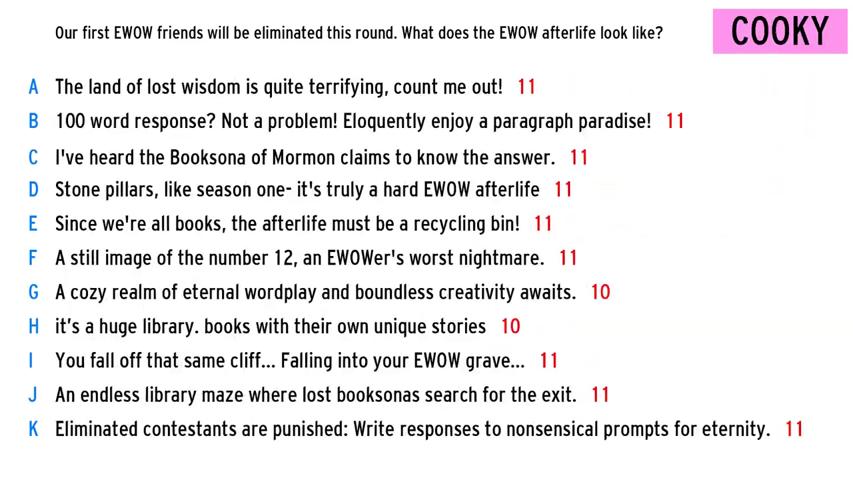 Our first EWOW friends will be eliminated this round. What does the EWOW afterlife look like?
COOKY
A The land of lost wisdom is quite terrifying, count me out! 11
B 100 word response? Not a problem! Eloquently enjoy a paragraph paradise! 11
C I've heard the Booksona of Mormon claims to know the answer. 11
D Stone pillars, like season one- it's truly a hard EWOW afterlife 11
E Since we're all books, the afterlife must be a recycling bin! 11
F A still image of the number 12, an EWOWer's worst nightmare. 11
G A cozy realm of eternal wordplay and boundless creativity awaits. 10
H it's a huge library. books with their own unique stories 10
I You fall off that same cliff... Falling into your EWOW grave... 11
J An endless library maze where lost booksonas search for the exit. 11
K Eliminated contestants are punished: Write responses to nonsensical prompts for eternity. 11